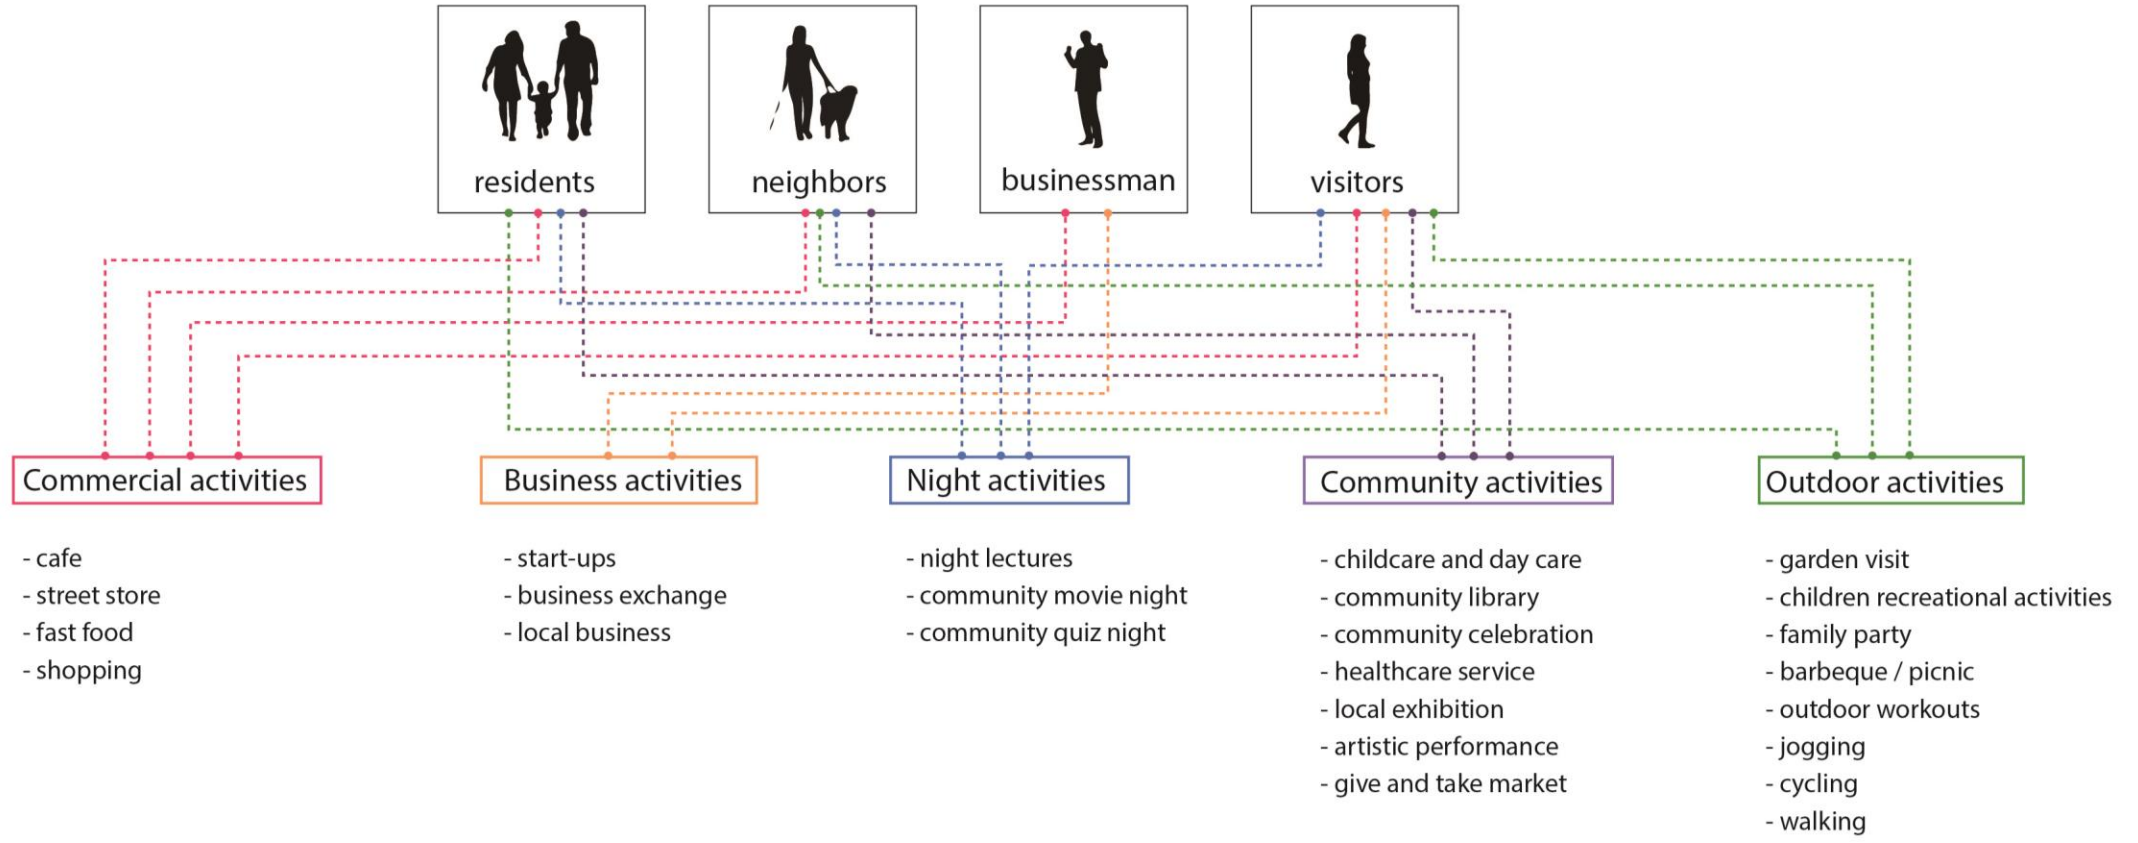 residents
neighbors
businessman
visitors
Commercial activities
- cafe
- street store
- fast food
- shopping
Business activities
- start-ups
- business exchange
- local business
Night activities
- night lectures
- community movie night
- community quiz night
Community activities
- childcare and day care
- community library
- community celebration
- healthcare service
- local exhibition
- artistic performance
- give and take market
Outdoor activities
- garden visit
- children recreational activities
- family party
- barbeque / picnic
- outdoor workouts
- jogging
- cycling
- walking